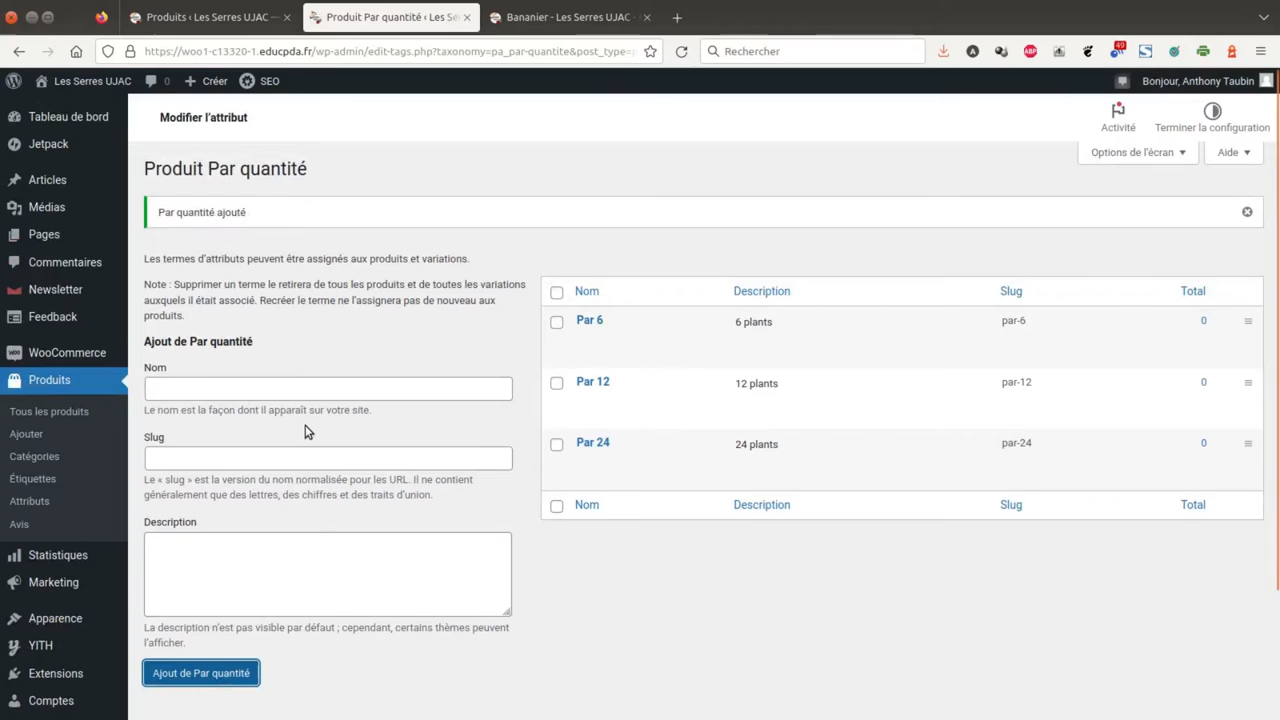 Produits ‹ Les Serres UJAC —
Produit Par quantité ‹ Les Se
Bananier - Les Serres UJAC -
https://woo1-c13320-1.educpda.fr/wp-admin/edit-tags.php?taxonomy=pa_par-quantite&post_type=
Rechercher
49
Les Serres UJAC
0
Créer
SEO
Bonjour, Anthony Taubin
Tableau de bord
Jetpack
Articles
Médias
Pages
Commentaires
Newsletter
Feedback
WooCommerce
Produits
Tous les produits
Ajouter
Catégories
Étiquettes
Attributs
Avis
Statistiques
Marketing
Apparence
YITH
Extensions
Comptes
Modifier l'attribut
Activité
Terminer la configuration
Options de l'écran
Aide
Produit Par quantité
Par quantité ajouté
Les termes d'attributs peuvent être assignés aux produits et variations.
Note : Supprimer un terme le retirera de tous les produits et de toutes les variations
auxquels il était associé. Recréer le terme ne l'assignera pas de nouveau aux
produits.
Ajout de Par quantité
Nom
Le nom est la façon dont il apparaît sur votre site.
Slug
Le « slug » est la version du nom normalisée pour les URL. Il ne contient
généralement que des lettres, des chiffres et des traits d'union.
Description
La description n'est pas visible par défaut ; cependant, certains thèmes peuvent
l'afficher.
Ajout de Par quantité
Nom Description Slug Total
Par 6 6 plants par-6 0
Par 12 12 plants par-12 0
Par 24 24 plants par-24 0
Nom Description Slug Total